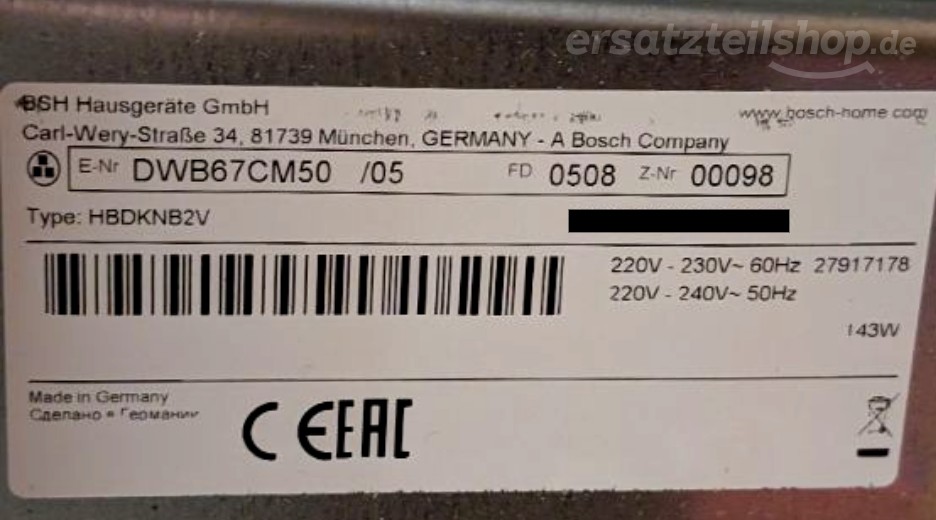 ersatzteilshop.de
BSH Hausgeräte GmbH
www.bosch-home.com
Carl-Wery-Straße 34, 81739 München, GERMANY - A Bosch Company
E-Nr DWB67CM50 /05 FD 0508 Z-Nr 00098
Type: HBDKNB2V
220V - 230V~ 60Hz 27917178
220V - 240V~ 50Hz
143W
Made in Germany
Сделано в Германии
CE EAC